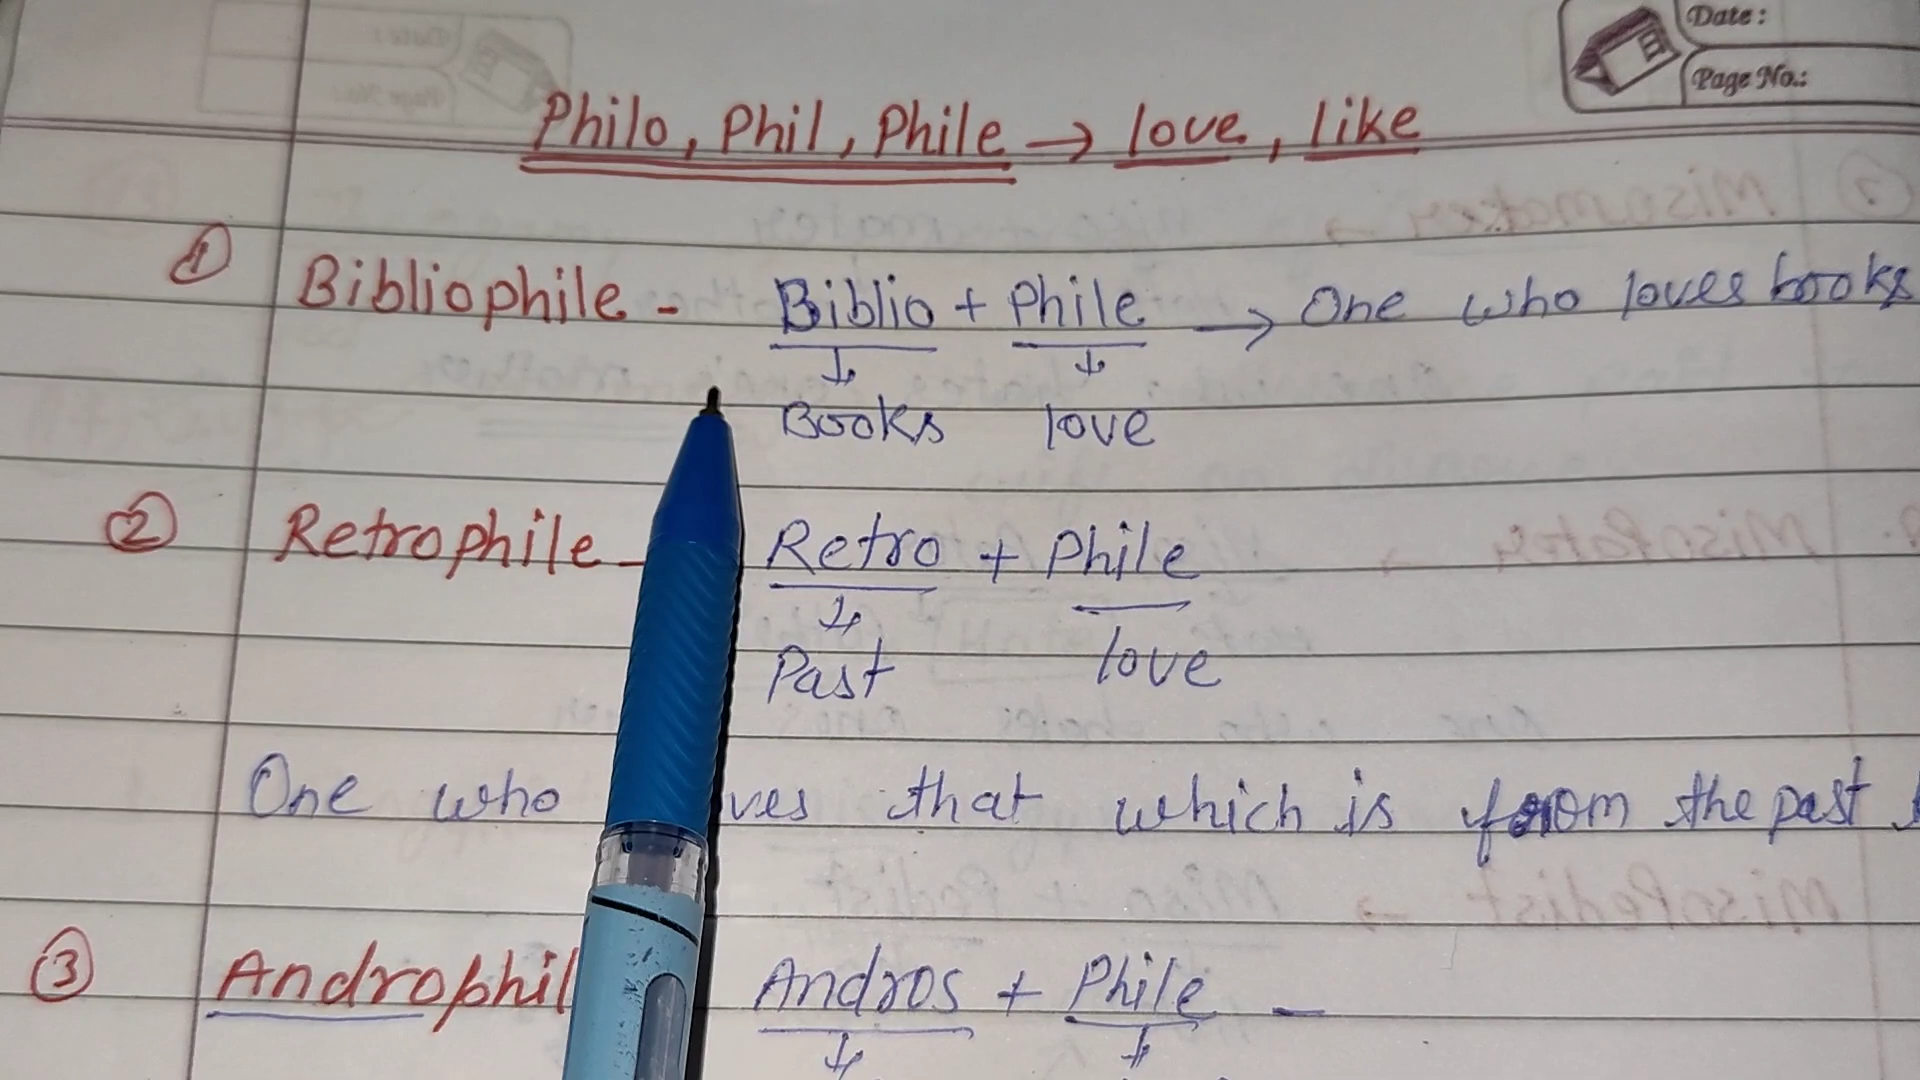 Date:
Page No.:
Philo, Phil, Phile → love, like
① Bibliophile - Biblio + Phile → One who loves books
↓ ↓
Books love
② Retrophile - Retro + Phile
↓
Past love
One who ves that which is from the past
③ Androphil Andros + Phile -
↓ ↓